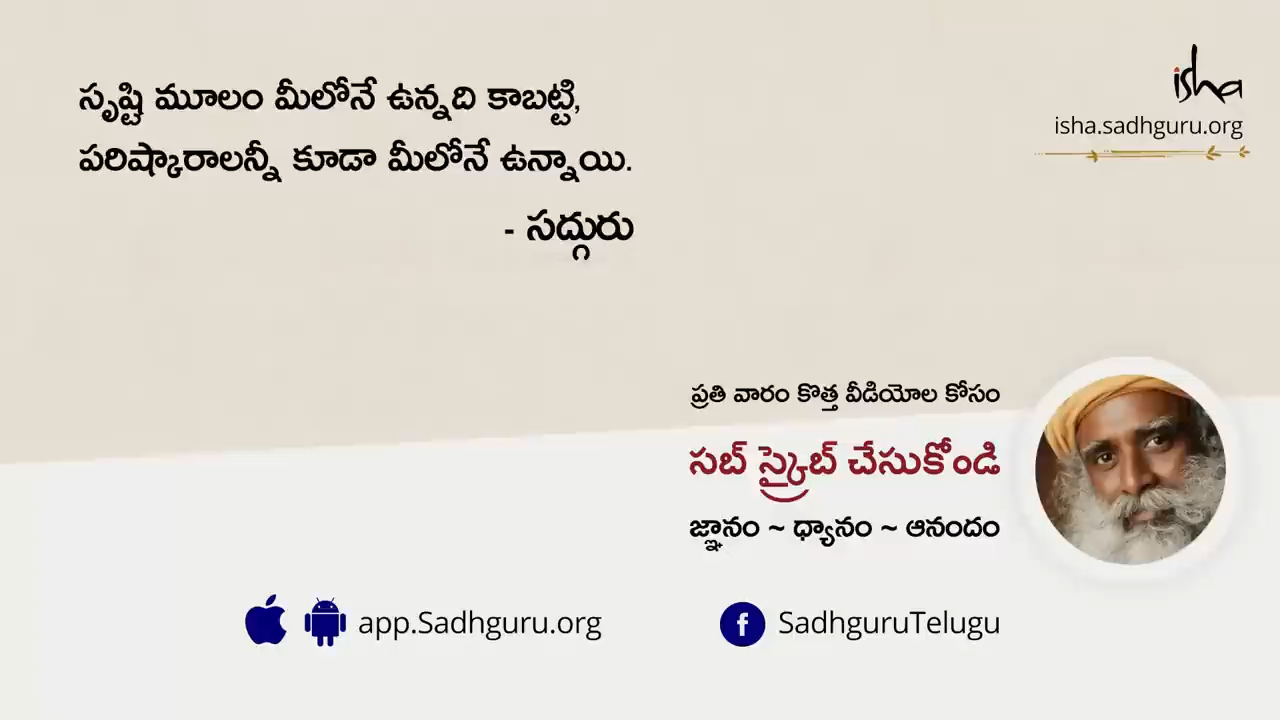 సృష్టి మూలం మీలోనే ఉన్నది కాబట్టి,
పరిష్కారాలన్నీ కూడా మీలోనే ఉన్నాయి.
- సద్గురు
isha
isha.sadhguru.org
ప్రతి వారం కొత్త వీడియోల కోసం
సబ్ స్క్రైబ్ చేసుకోండి
జ్ఞానం ~ ధ్యానం ~ ఆనందం
app.Sadhguru.org
f SadhguruTelugu